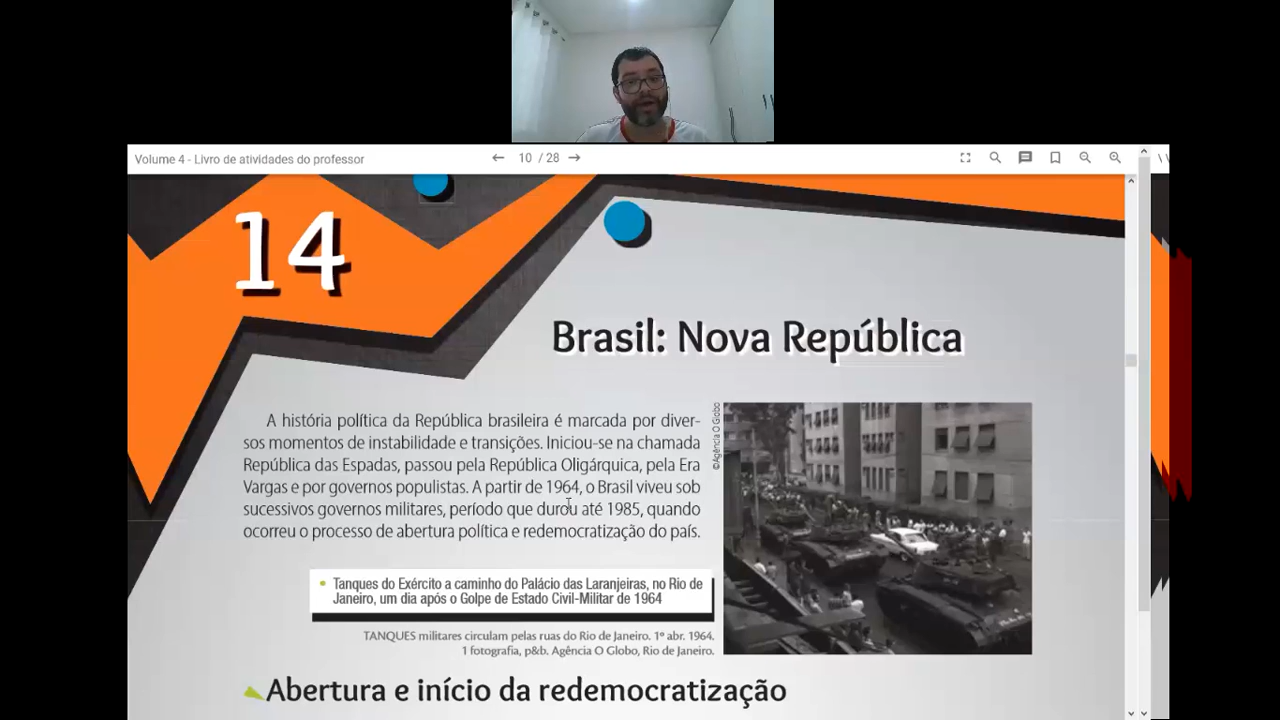 Volume 4 - Livro de atividades do professor
10 / 28
14
Brasil: Nova República
A história política da República brasileira é marcada por diver-
sos momentos de instabilidade e transições. Iniciou-se na chamada
República das Espadas, passou pela República Oligárquica, pela Era
Vargas e por governos populistas. A partir de 1964, o Brasil viveu sob
sucessivos governos militares, período que durou até 1985, quando
ocorreu o processo de abertura política e redemocratização do país.
©Agência O Globo
Tanques do Exército a caminho do Palácio das Laranjeiras, no Rio de
Janeiro, um dia após o Golpe de Estado Civil-Militar de 1964
TANQUES militares circulam pelas ruas do Rio de Janeiro. 1º abr. 1964.
1 fotografia, p&b. Agência O Globo, Rio de Janeiro.
Abertura e início da redemocratização